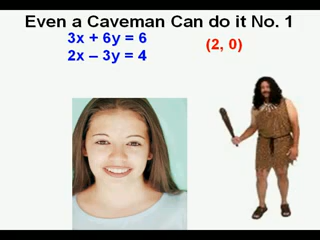 Even a Caveman Can do it No. 1
3x + 6y = 6
(2, 0)
2x – 3y = 4